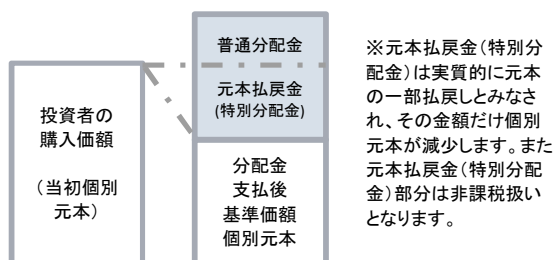 投資者の
購入価額
(当初個別
元本)
普通分配金
元本払戻金
(特別分配金)
分配金
支払後
基準価額
個別元本
※元本払戻金(特別分
配金)は実質的に元本
の一部払戻しとみなさ
れ、その金額だけ個別
元本が減少します。また
元本払戻金(特別分配
金)部分は非課税扱い
となります。